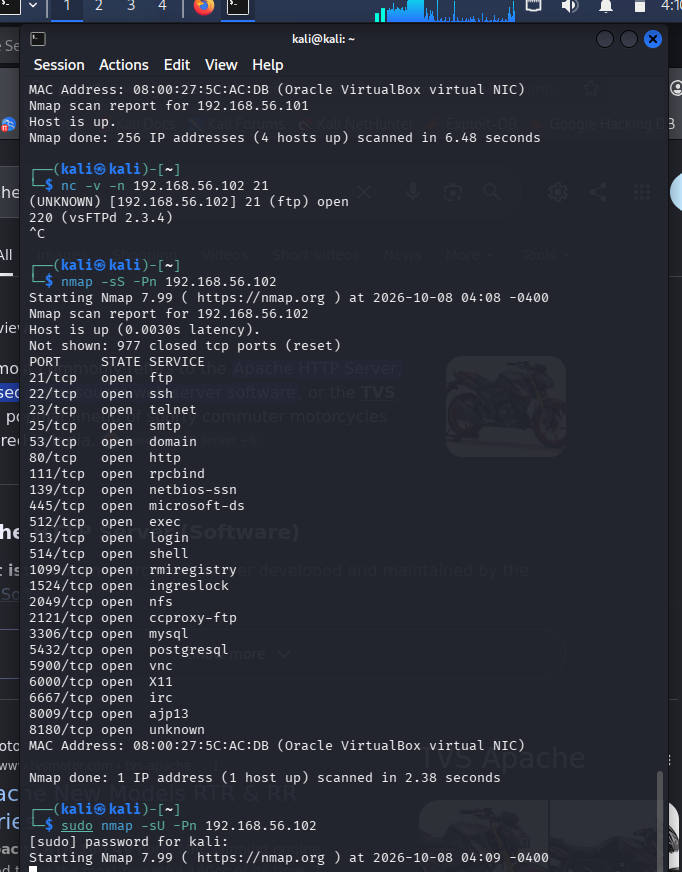 1 2 3 4
kali@kali: ~
Session Actions Edit View Help
MAC Address: 08:00:27:5C:AC:DB (Oracle VirtualBox virtual NIC)
Nmap scan report for 192.168.56.101
Host is up.
Nmap done: 256 IP addresses (4 hosts up) scanned in 6.48 seconds
┌──(kali㉿kali)-[~]
└─$ nc -v -n 192.168.56.102 21
(UNKNOWN) [192.168.56.102] 21 (ftp) open
220 (vsFTPd 2.3.4)
^C
┌──(kali㉿kali)-[~]
└─$ nmap -sS -Pn 192.168.56.102
Starting Nmap 7.99 ( https://nmap.org ) at 2026-10-08 04:08 -0400
Nmap scan report for 192.168.56.102
Host is up (0.0030s latency).
Not shown: 977 closed tcp ports (reset)
PORT STATE SERVICE
21/tcp open ftp
22/tcp open ssh
23/tcp open telnet
25/tcp open smtp
53/tcp open domain
80/tcp open http
111/tcp open rpcbind
139/tcp open netbios-ssn
445/tcp open microsoft-ds
512/tcp open exec
513/tcp open login
514/tcp open shell
1099/tcp open rmiregistry
1524/tcp open ingreslock
2049/tcp open nfs
2121/tcp open ccproxy-ftp
3306/tcp open mysql
5432/tcp open postgresql
5900/tcp open vnc
6000/tcp open X11
6667/tcp open irc
8009/tcp open ajp13
8180/tcp open unknown
MAC Address: 08:00:27:5C:AC:DB (Oracle VirtualBox virtual NIC)
Nmap done: 1 IP address (1 host up) scanned in 2.38 seconds
┌──(kali㉿kali)-[~]
└─$ sudo nmap -sU -Pn 192.168.56.102
[sudo] password for kali:
Starting Nmap 7.99 ( https://nmap.org ) at 2026-10-08 04:09 -0400